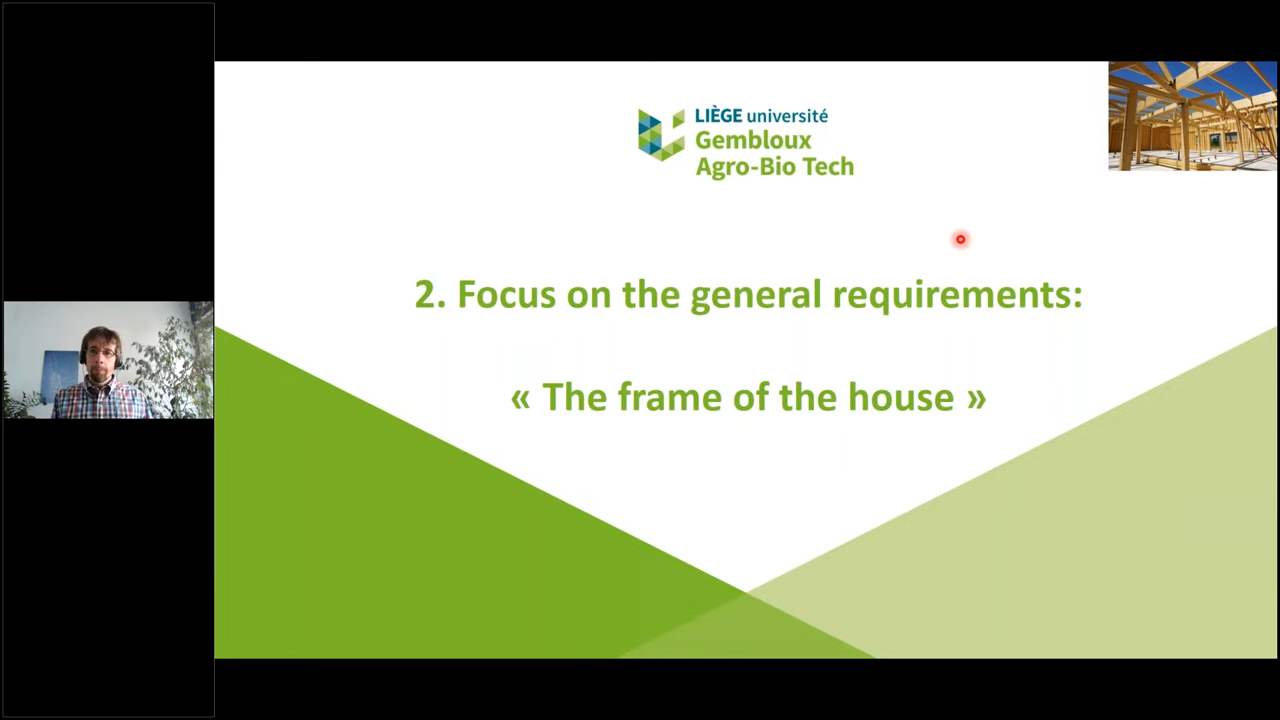 LIÈGE université
Gembloux
Agro-Bio Tech
2. Focus on the general requirements:
« The frame of the house »